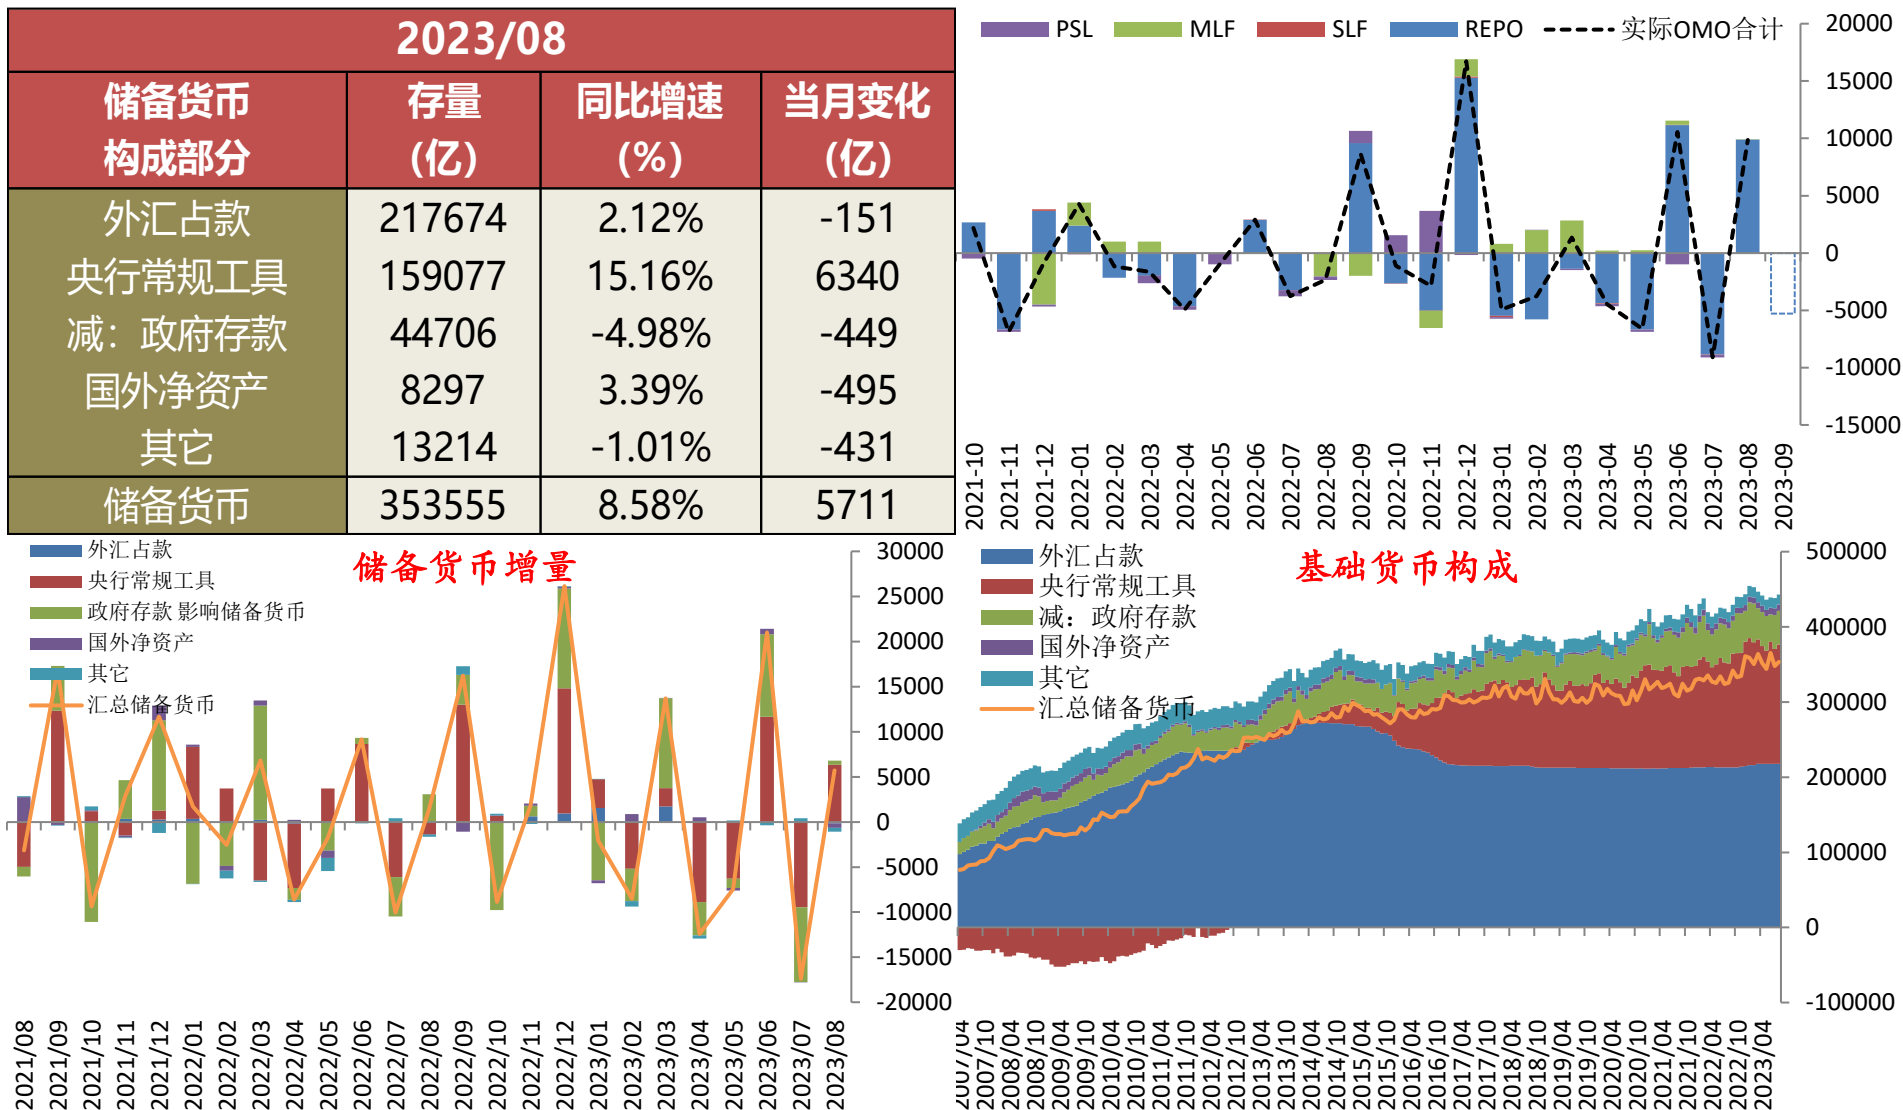 2023/08
储备货币 存量 同比增速 当月变化
构成部分 (亿) (%) (亿)
外汇占款 217674 2.12% -151
央行常规工具 159077 15.16% 6340
减：政府存款 44706 -4.98% -449
国外净资产 8297 3.39% -495
其它 13214 -1.01% -431
储备货币 353555 8.58% 5711
PSL MLF SLF REPO 实际OMO合计
20000
15000
10000
5000
0
-5000
-10000
-15000
2021-10 2021-11 2021-12 2022-01 2022-02 2022-03 2022-04 2022-05 2022-06 2022-07 2022-08 2022-09 2022-10 2022-11 2022-12 2023-01 2023-02 2023-03 2023-04 2023-05 2023-06 2023-07 2023-08 2023-09
储备货币增量
外汇占款
央行常规工具
政府存款 影响储备货币
国外净资产
其它
汇总储备货币
30000
25000
20000
15000
10000
5000
0
-5000
-10000
-15000
-20000
2021/08 2021/09 2021/10 2021/11 2021/12 2022/01 2022/02 2022/03 2022/04 2022/05 2022/06 2022/07 2022/08 2022/09 2022/10 2022/11 2022/12 2023/01 2023/02 2023/03 2023/04 2023/05 2023/06 2023/07 2023/08
基础货币构成
外汇占款
央行常规工具
减：政府存款
国外净资产
其它
汇总储备货币
500000
400000
300000
200000
100000
0
-100000
2007/04 2007/10 2008/04 2008/10 2009/04 2009/10 2010/04 2010/10 2011/04 2011/10 2012/04 2012/10 2013/04 2013/10 2014/04 2014/10 2015/04 2015/10 2016/04 2016/10 2017/04 2017/10 2018/04 2018/10 2019/04 2019/10 2020/04 2020/10 2021/04 2021/10 2022/04 2022/10 2023/04